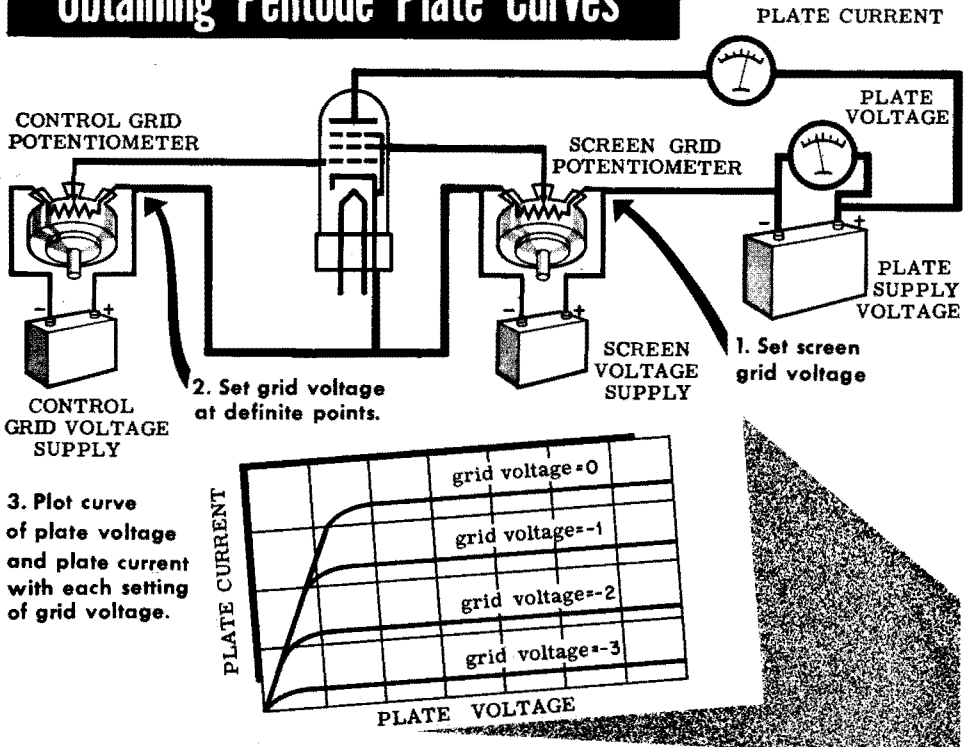 Obtaining Pentode Plate Curves
PLATE CURRENT
CONTROL GRID
POTENTIOMETER
SCREEN GRID
POTENTIOMETER
PLATE
VOLTAGE
-
+
-
+
-
+
PLATE
SUPPLY
VOLTAGE
SCREEN
VOLTAGE
SUPPLY
1. Set screen
grid voltage
2. Set grid voltage
at definite points.
CONTROL
GRID VOLTAGE
SUPPLY
3. Plot curve
of plate voltage
and plate current
with each setting
of grid voltage.
PLATE CURRENT
grid voltage=0
grid voltage=-1
grid voltage=-2
grid voltage=-3
PLATE VOLTAGE